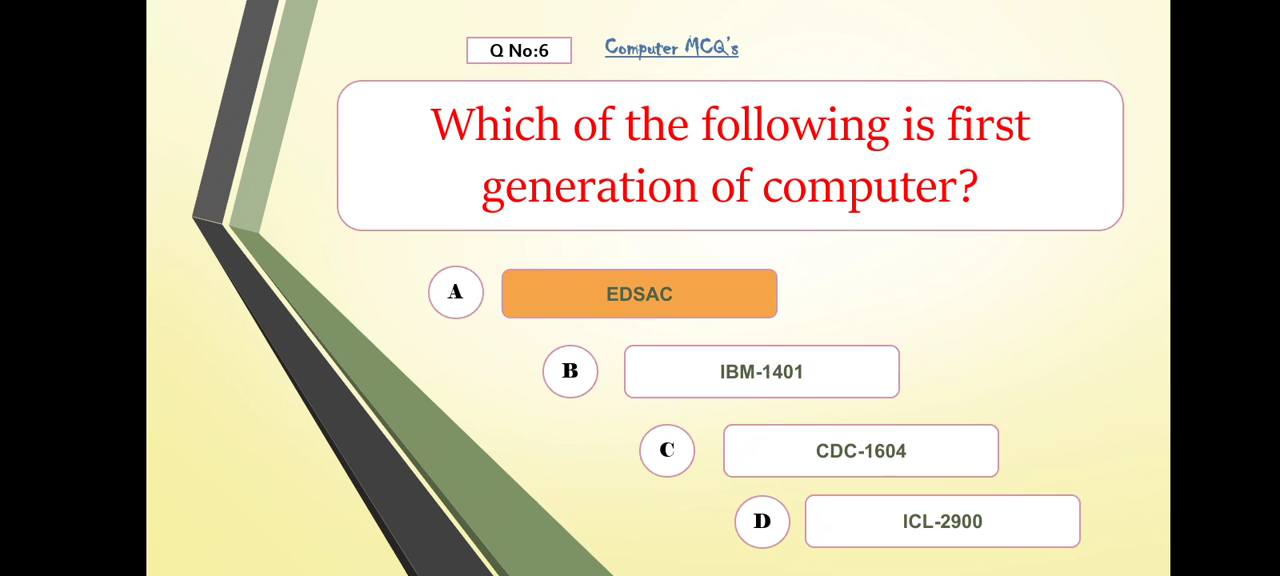 Q No:6
Computer MCQ's
Which of the following is first
generation of computer?
A
EDSAC
B
IBM-1401
C
CDC-1604
D
ICL-2900